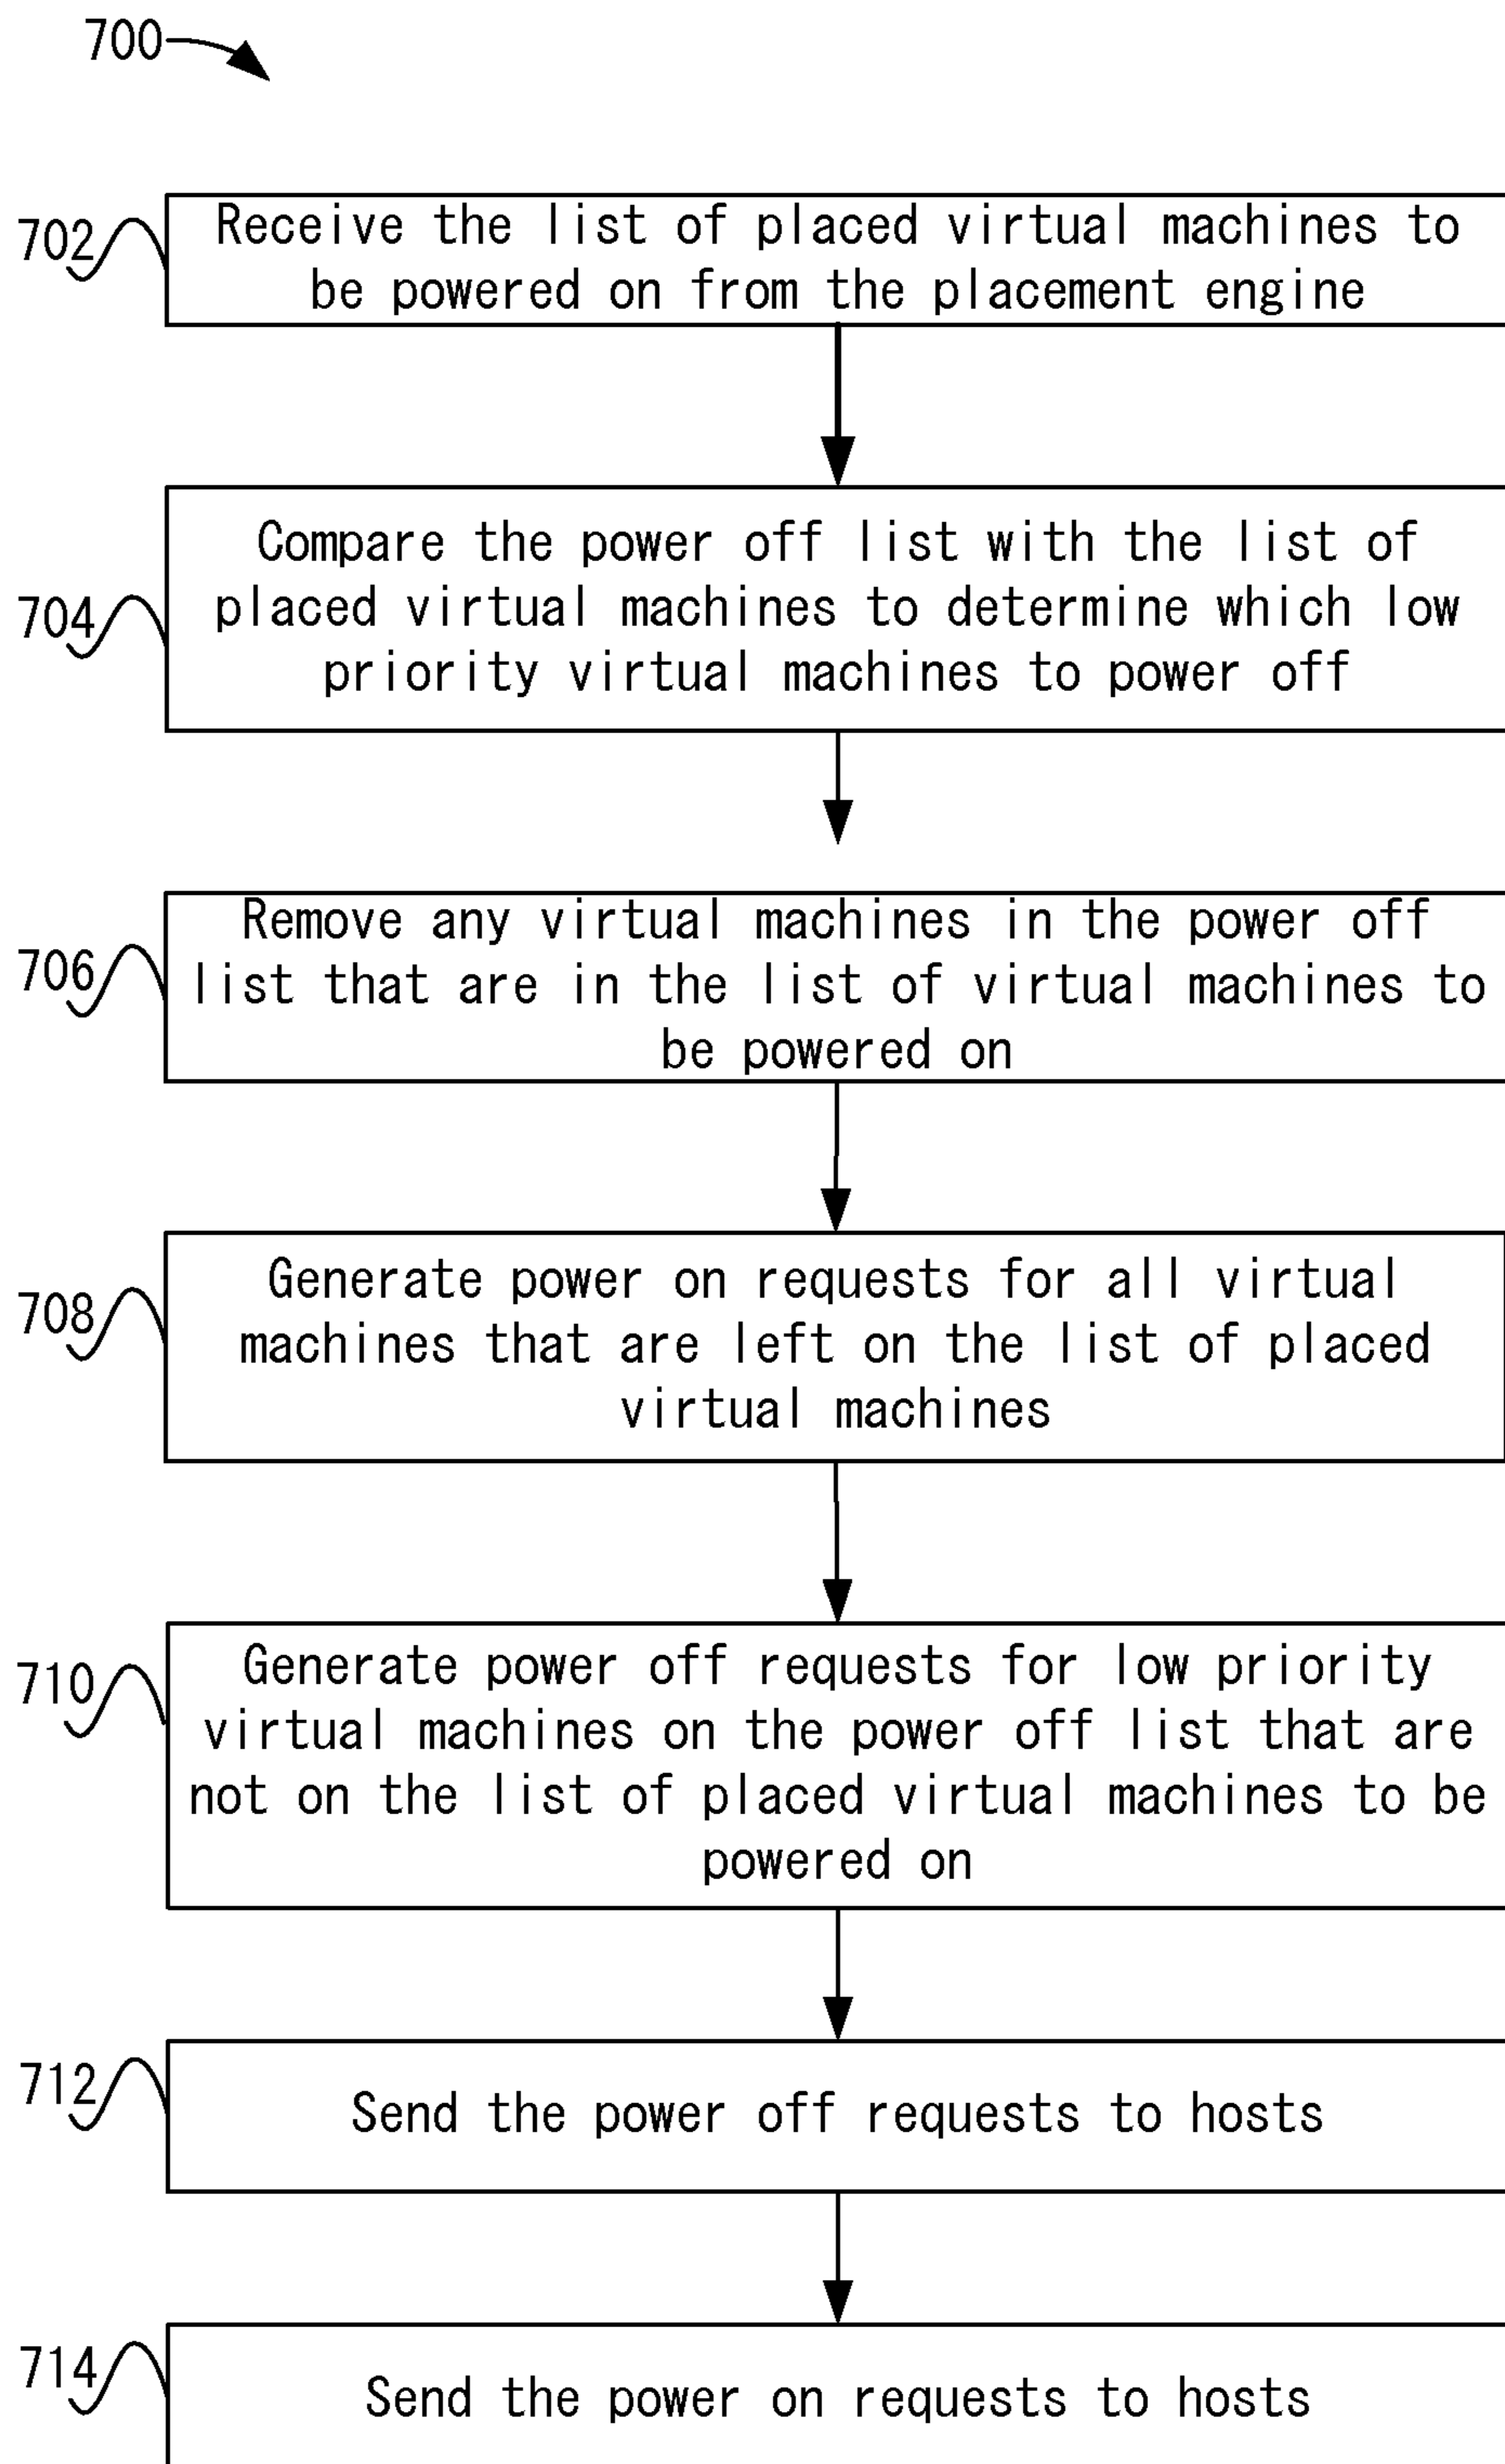 700
702
Receive the list of placed virtual machines to
be powered on from the placement engine
704
Compare the power off list with the list of
placed virtual machines to determine which low
priority virtual machines to power off
706
Remove any virtual machines in the power off
list that are in the list of virtual machines to
be powered on
708
Generate power on requests for all virtual
machines that are left on the list of placed
virtual machines
710
Generate power off requests for low priority
virtual machines on the power off list that are
not on the list of placed virtual machines to be
powered on
712
Send the power off requests to hosts
714
Send the power on requests to hosts